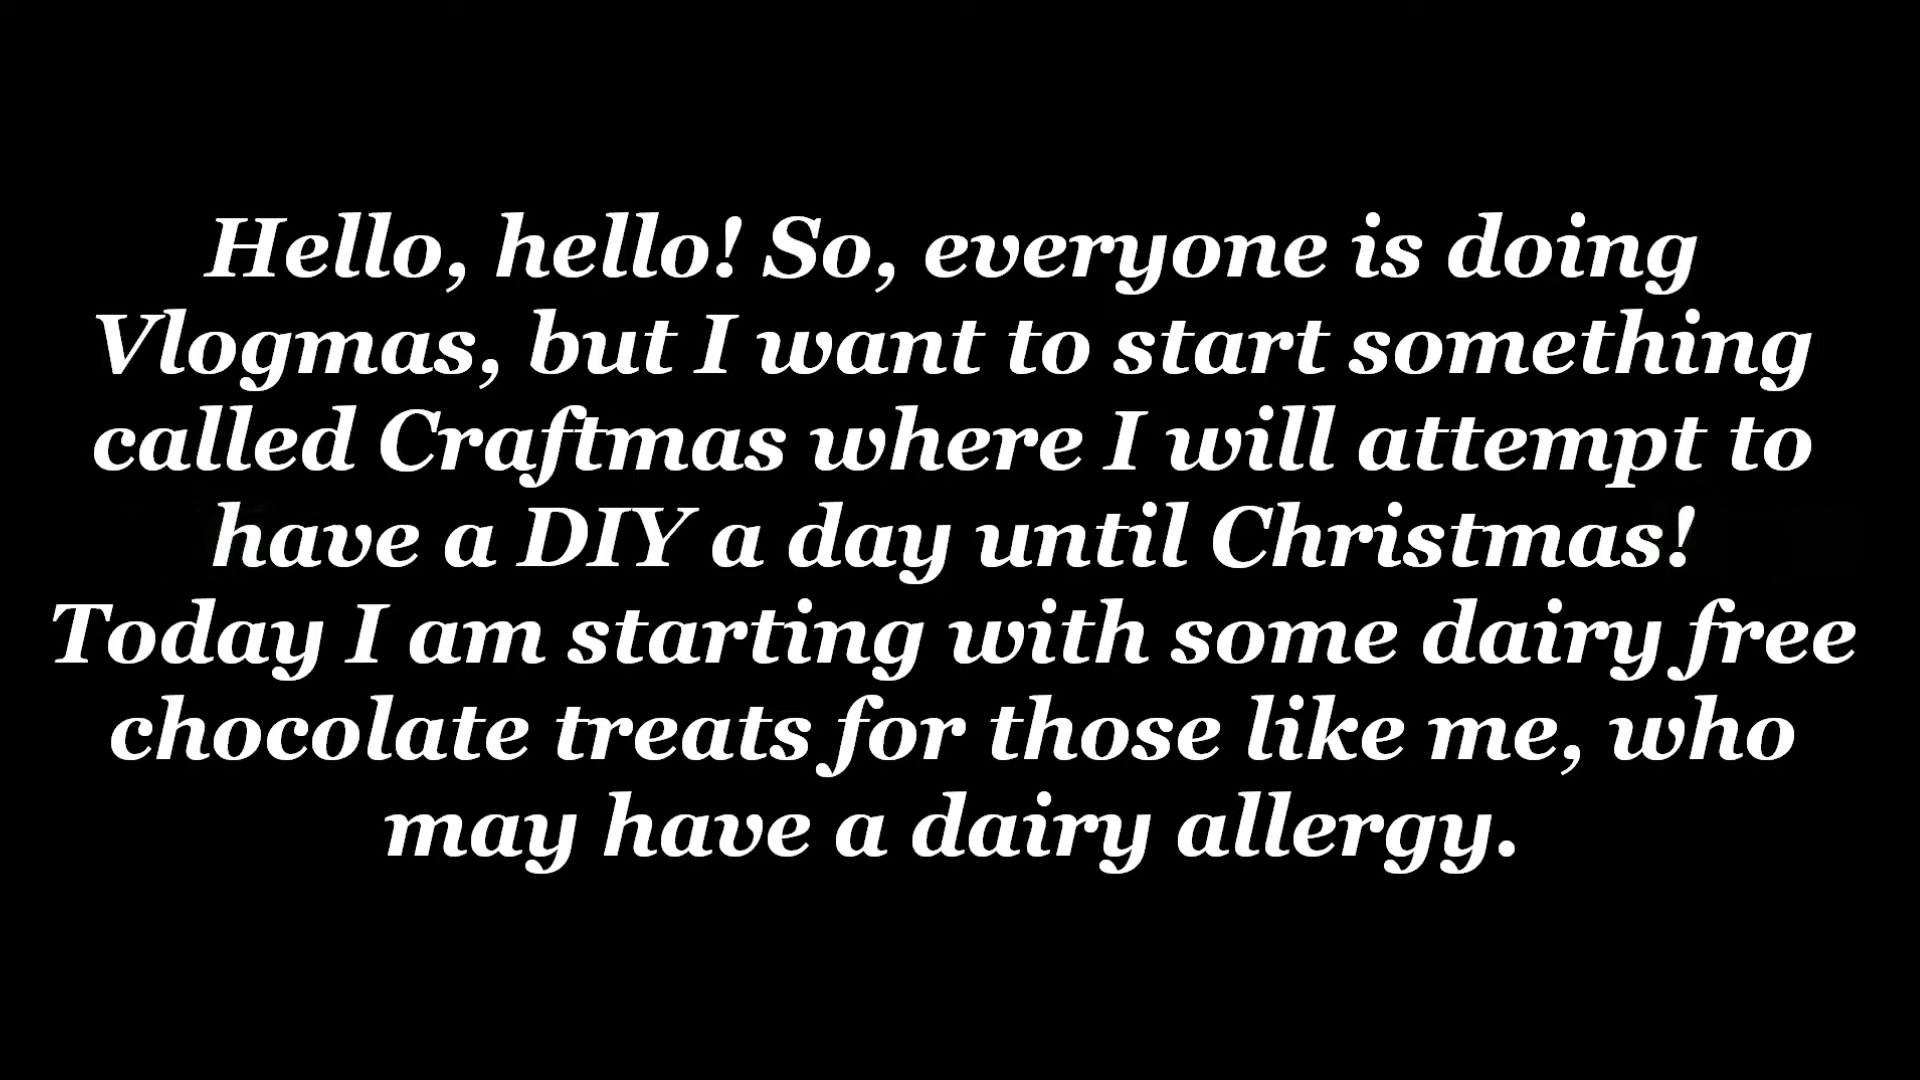 Hello, hello! So, everyone is doing
Vlogmas, but I want to start something
called Craftmas where I will attempt to
have a DIY a day until Christmas!
Today I am starting with some dairy free
chocolate treats for those like me, who
may have a dairy allergy.